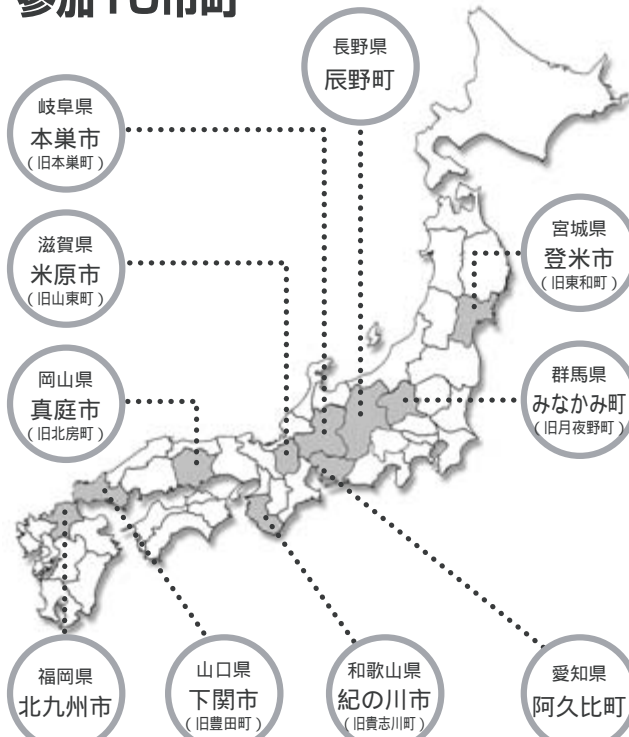 参加10市町
長野県
辰野町
岐阜県
本巣市
（旧本巣町）
滋賀県
米原市
（旧山東町）
宮城県
登米市
（旧東和町）
岡山県
真庭市
（旧北房町）
群馬県
みなかみ町
（旧月夜野町）
福岡県
北九州市
山口県
下関市
（旧豊田町）
和歌山県
紀の川市
（旧貴志川町）
愛知県
阿久比町